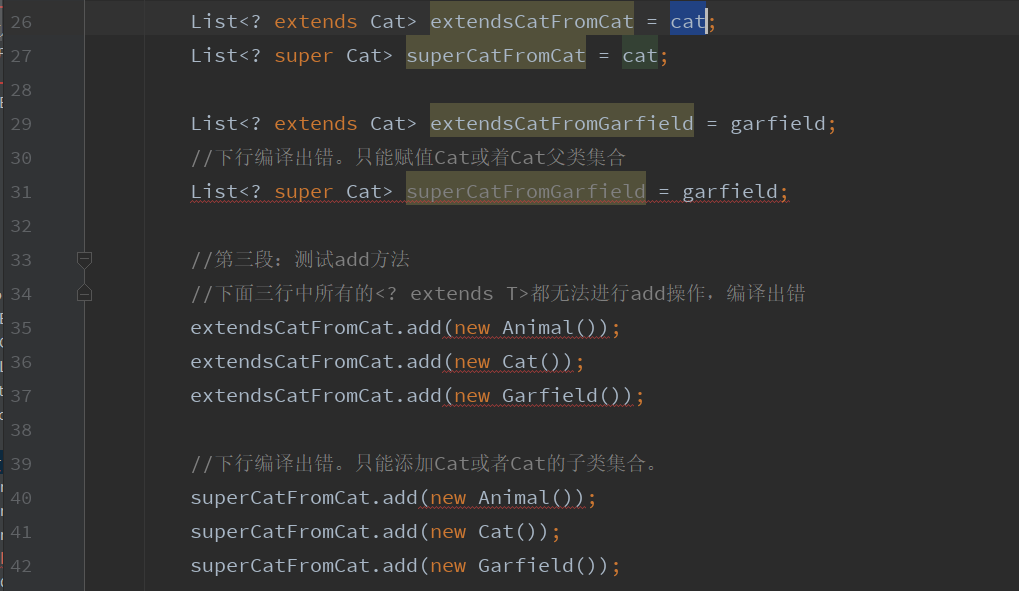 26 List<? extends Cat> extendsCatFromCat = cat;
27 List<? super Cat> superCatFromCat = cat;
28
29 List<? extends Cat> extendsCatFromGarfield = garfield;
30 //下行编译出错。只能赋值Cat或着Cat父类集合
31 List<? super Cat> superCatFromGarfield = garfield;
32
33 //第三段：测试add方法
34 //下面三行中所有的<? extends T>都无法进行add操作，编译出错
35 extendsCatFromCat.add(new Animal());
36 extendsCatFromCat.add(new Cat());
37 extendsCatFromCat.add(new Garfield());
38
39 //下行编译出错。只能添加Cat或者Cat的子类集合。
40 superCatFromCat.add(new Animal());
41 superCatFromCat.add(new Cat());
42 superCatFromCat.add(new Garfield());